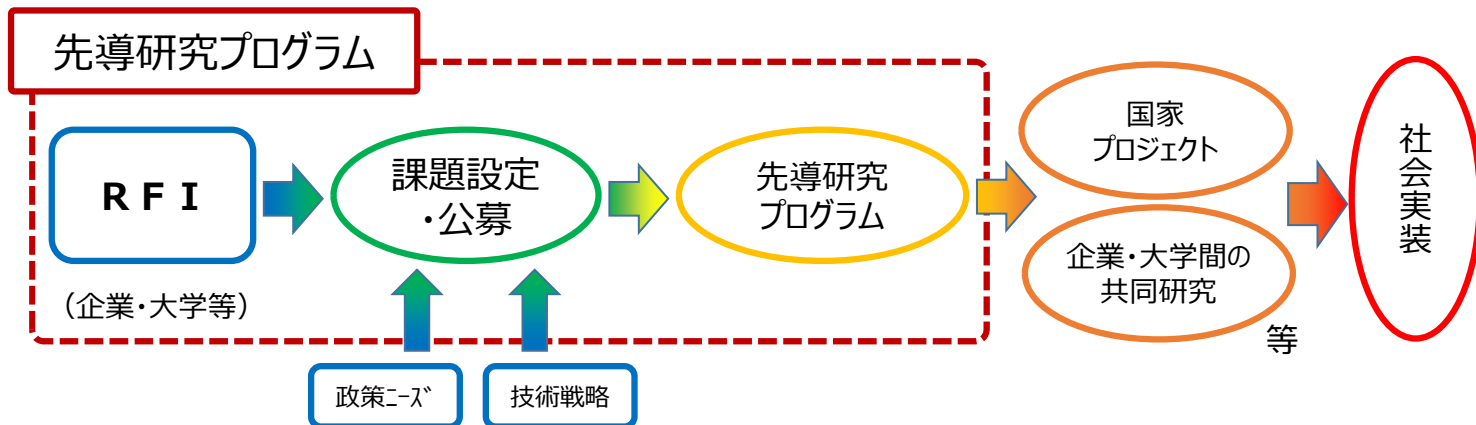 先導研究プログラム
ＲＦＩ
（企業・大学等）
課題設定
・公募
先導研究
プログラム
政策ﾆｰｽﾞ
技術戦略
国家
プロジェクト
企業・大学間の
共同研究
等
社会実装